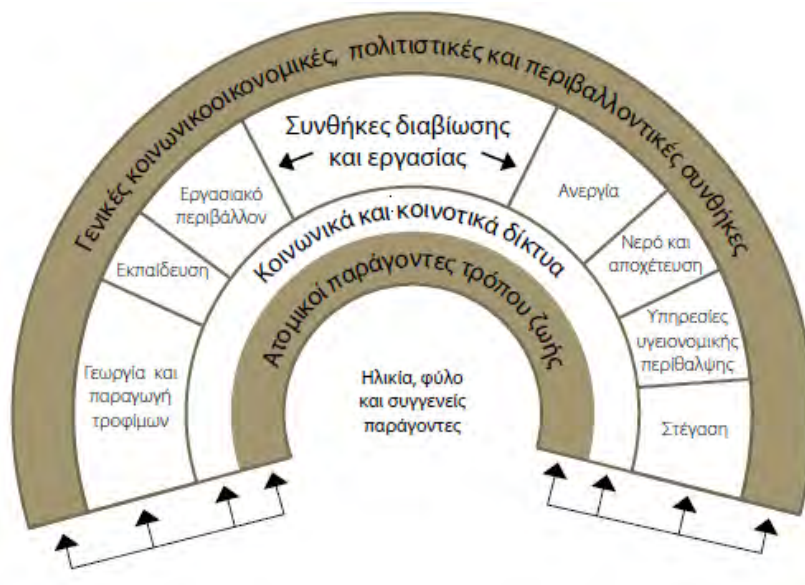 Γενικές κοινωνικοοικονομικές, πολιτιστικές και περιβαλλοντικές συνθήκες
Συνθήκες διαβίωσης
και εργασίας
Εργασιακό
περιβάλλον
Εκπαίδευση
Γεωργία και
παραγωγή
τροφίμων
Ανεργία
Νερό και
αποχέτευση
Υπηρεσίες
υγειονομικής
περίθαλψης
Στέγαση
Κοινωνικά και κοινοτικά δίκτυα
Ατομικοί παράγοντες τρόπου ζωής
Ηλικία, φύλο
και συγγενείς
παράγοντες